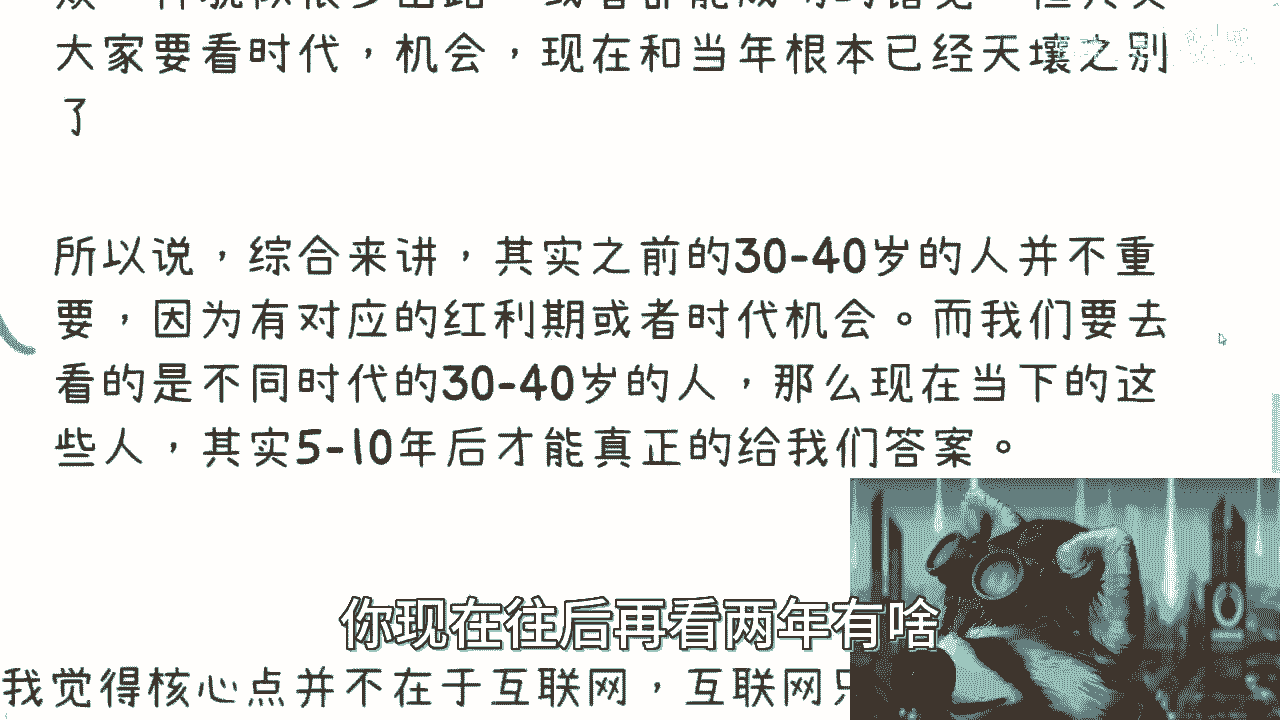 大家要看时代，机会，现在和当年根本已经天壤之别
了
所以说，综合来讲，其实之前的30-40岁的人并不重
要，因为有对应的红利期或者时代机会。而我们要去
看的是不同时代的30-40岁的人，那么现在当下的这
些人，其实5-10年后才能真正的给我们答案。
你现在往后再看两年有啥
我觉得核心点并不在于互联网，互联网只